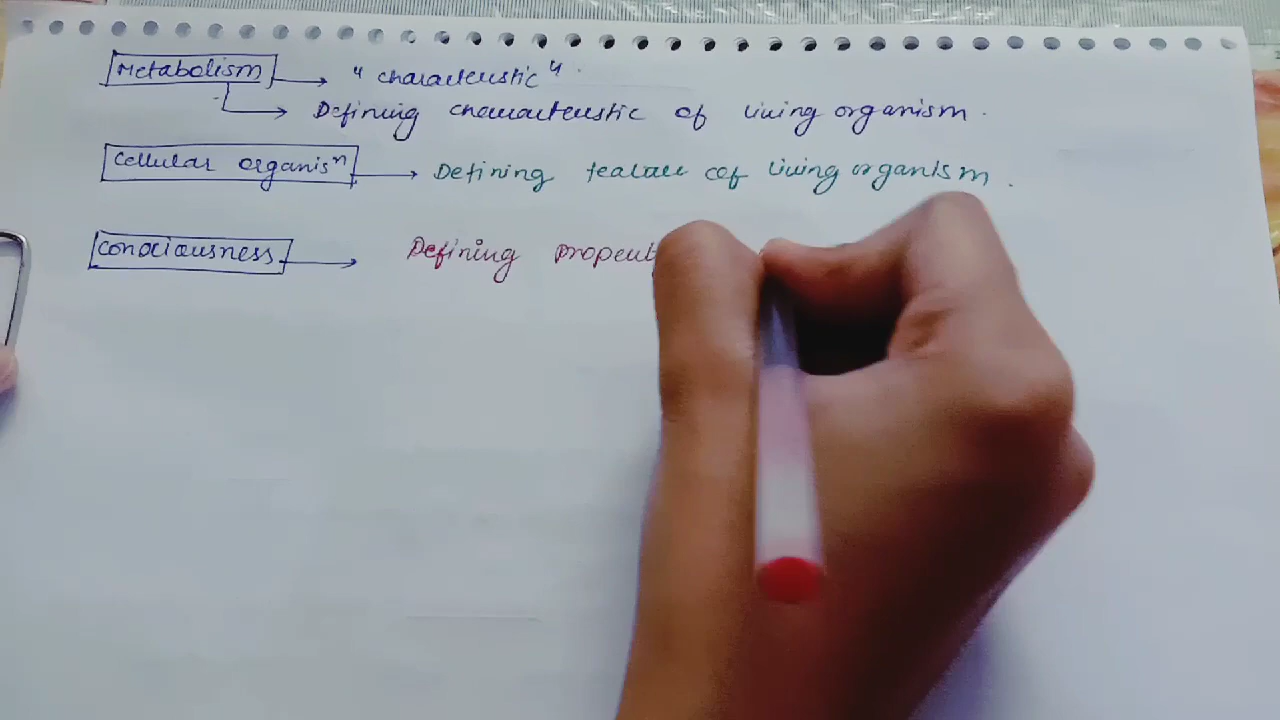 Metabolism → "characteristic".
→ Defining characteristic of living organism.
Cellular organisⁿ → Defining feature of living organism.
Consciousness → Defining propert